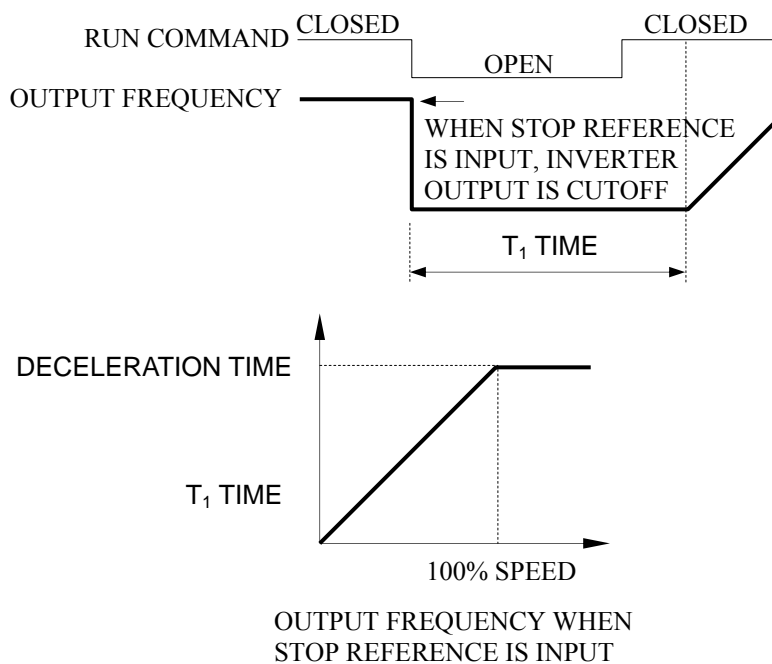 CLOSED
CLOSED
RUN COMMAND
OPEN
OUTPUT FREQUENCY
WHEN STOP REFERENCE
IS INPUT, INVERTER
OUTPUT IS CUTOFF
T₁ TIME
DECELERATION TIME
T₁ TIME
100% SPEED
OUTPUT FREQUENCY WHEN
STOP REFERENCE IS INPUT